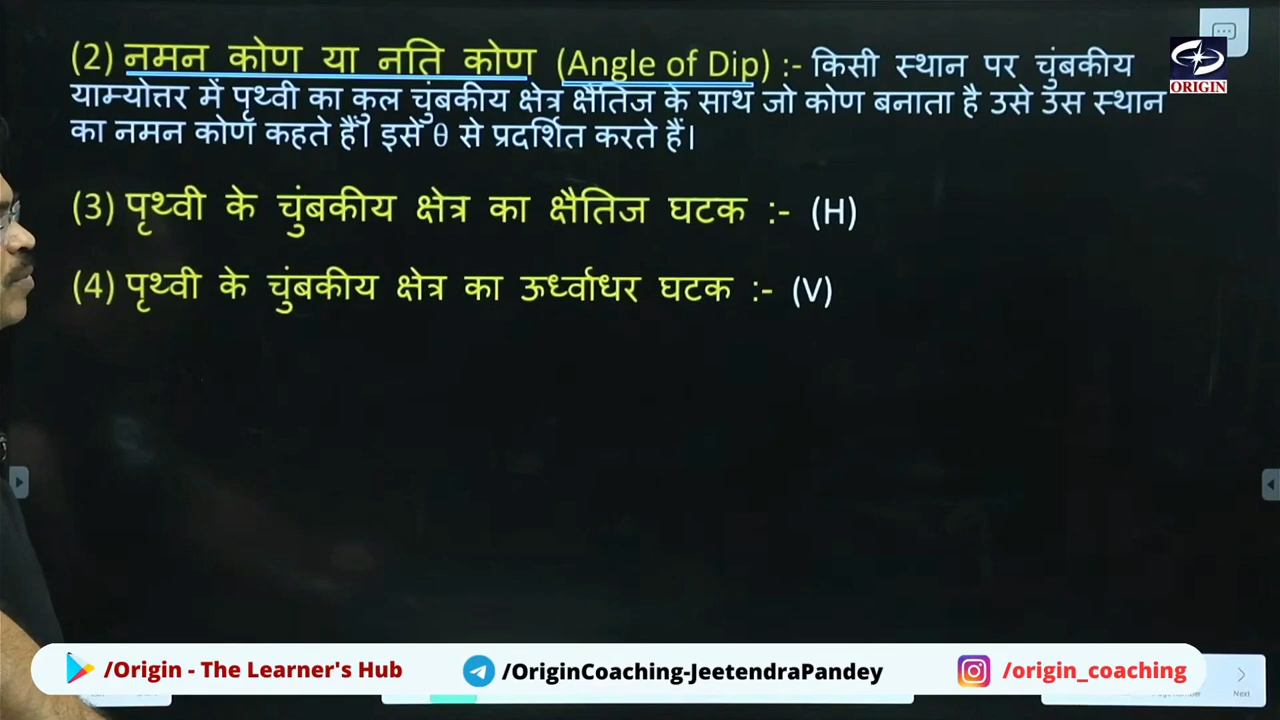 (2) नमन कोण या नति कोण (Angle of Dip) :- किसी स्थान पर चुंबकीय
याम्योत्तर में पृथ्वी का कुल चुंबकीय क्षेत्र क्षैतिज के साथ जो कोण बनाता है उसे उस स्थान
का नमन कोण कहते हैं। इसे θ से प्रदर्शित करते हैं।
ORIGIN
(3) पृथ्वी के चुंबकीय क्षेत्र का क्षैतिज घटक :- (H)
(4) पृथ्वी के चुंबकीय क्षेत्र का ऊर्ध्वाधर घटक :- (V)
/Origin - The Learner's Hub
/OriginCoaching-JeetendraPandey
/origin_coaching
Next